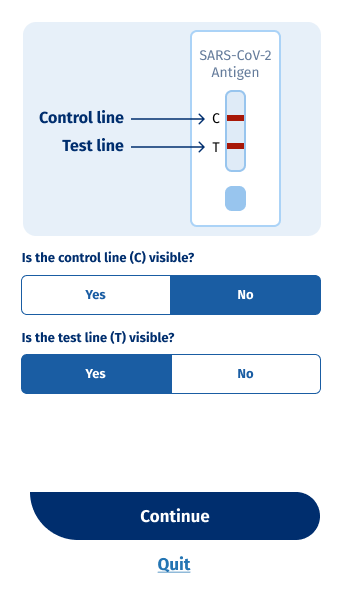 SARS-CoV-2
Antigen
Control line
C
Test line
T
Is the control line (C) visible?
Yes
No
Is the test line (T) visible?
Yes
No
Continue
Quit